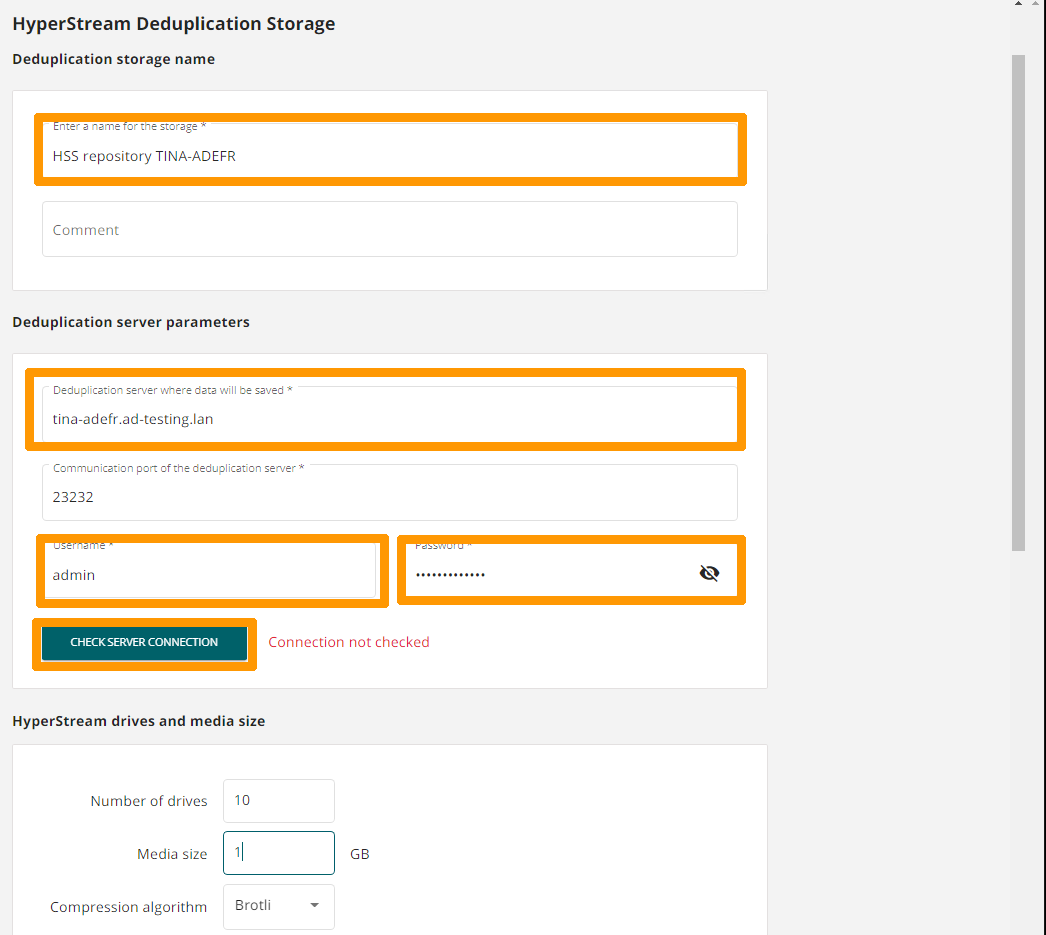 HyperStream Deduplication Storage
Deduplication storage name
Enter a name for the storage *
HSS repository TINA-ADEFR
Comment
Deduplication server parameters
Deduplication server where data will be saved *
tina-adefr.ad-testing.lan
Communication port of the deduplication server *
23232
Username * Password *
admin •••••••••••••
CHECK SERVER CONNECTION Connection not checked
HyperStream drives and media size
Number of drives 10
Media size 1 GB
Compression algorithm Brotli